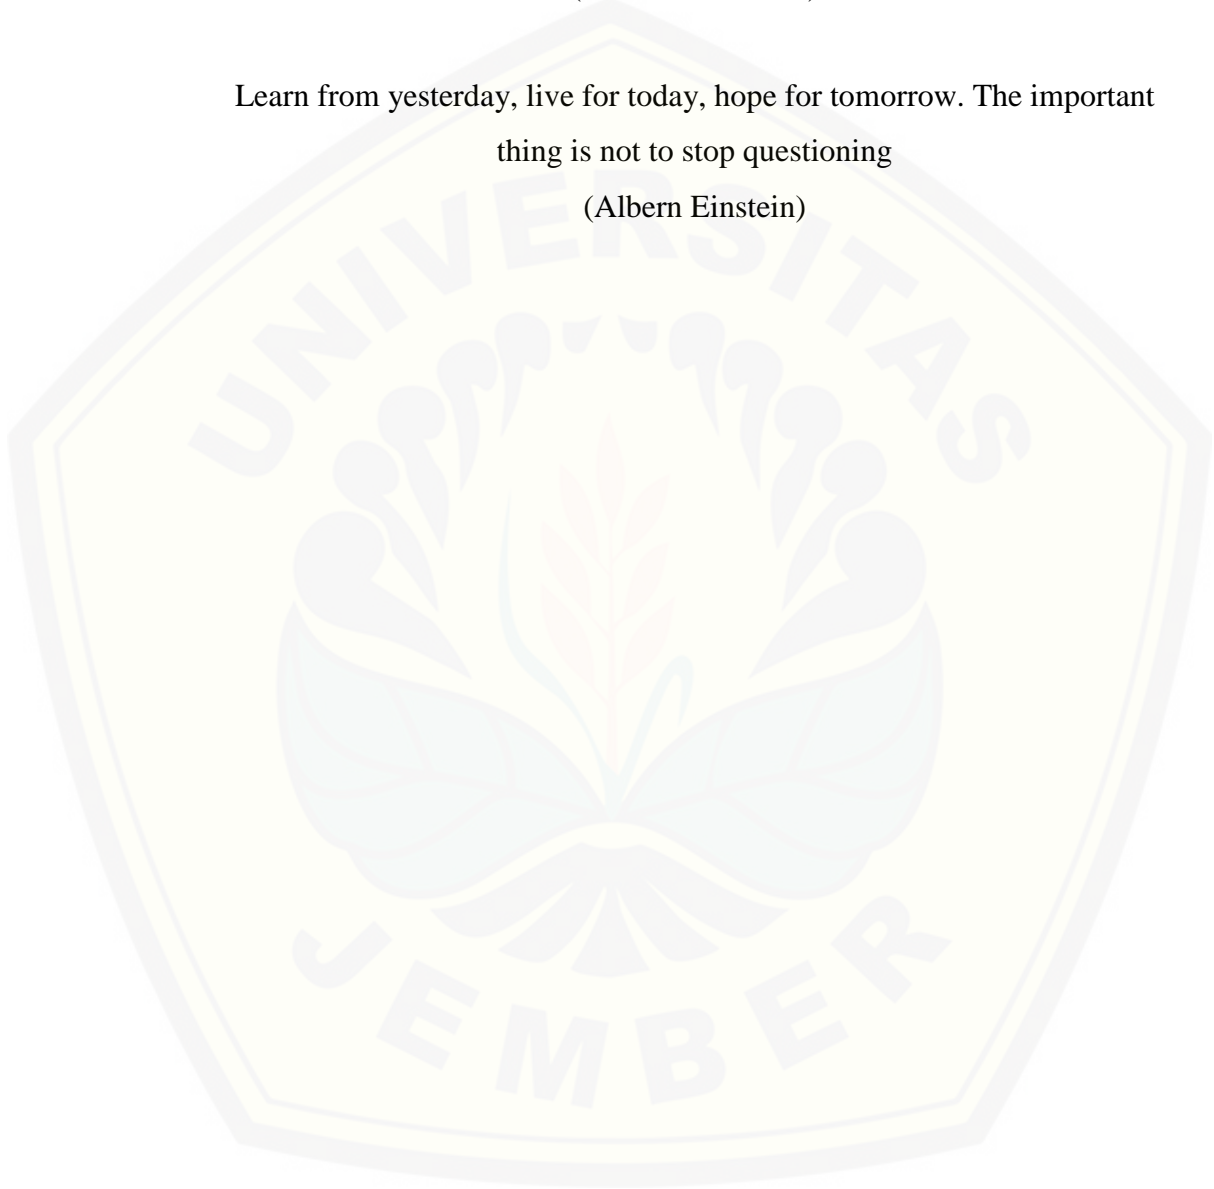 Learn from yesterday, live for today, hope for tomorrow. The important
thing is not to stop questioning
(Albern Einstein)
UNIVERSITAS
JEMBER